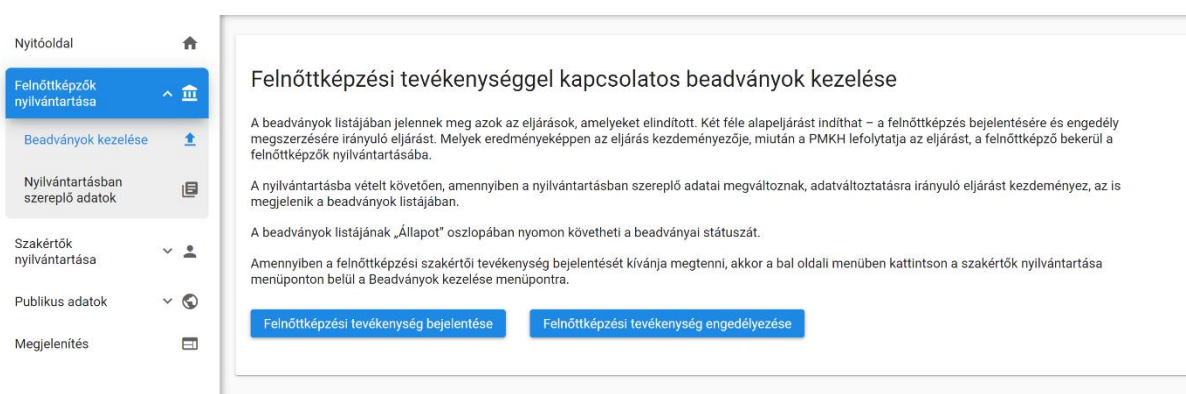 Nyitóoldal
Felnőttképzők
nyilvántartása
Beadványok kezelése
Nyilvántartásban
szereplő adatok
Szakértők
nyilvántartása
Publikus adatok
Megjelenítés
Felnőttképzési tevékenységgel kapcsolatos beadványok kezelése
A beadványok listájában jelennek meg azok az eljárások, amelyeket elindított. Két féle alapeljárást indíthat – a felnőttképzés bejelentésére és engedély
megszerzésére irányuló eljárást. Melyek eredményeképpen az eljárás kezdeményezője, miután a PMKH lefolytatja az eljárást, a felnőttképző bekerül a
felnőttképzők nyilvántartásába.
A nyilvántartásba vételt követően, amennyiben a nyilvántartásban szereplő adatai megváltoznak, adatváltoztatásra irányuló eljárást kezdeményez, az is
megjelenik a beadványok listájában.
A beadványok listájának „Állapot” oszlopában nyomon követheti a beadványai státuszát.
Amennyiben a felnőttképzési szakértői tevékenység bejelentését kívánja megtenni, akkor a bal oldali menüben kattintson a szakértők nyilvántartása
menüponton belül a Beadványok kezelése menüpontra.
Felnőttképzési tevékenység bejelentése
Felnőttképzési tevékenység engedélyezése